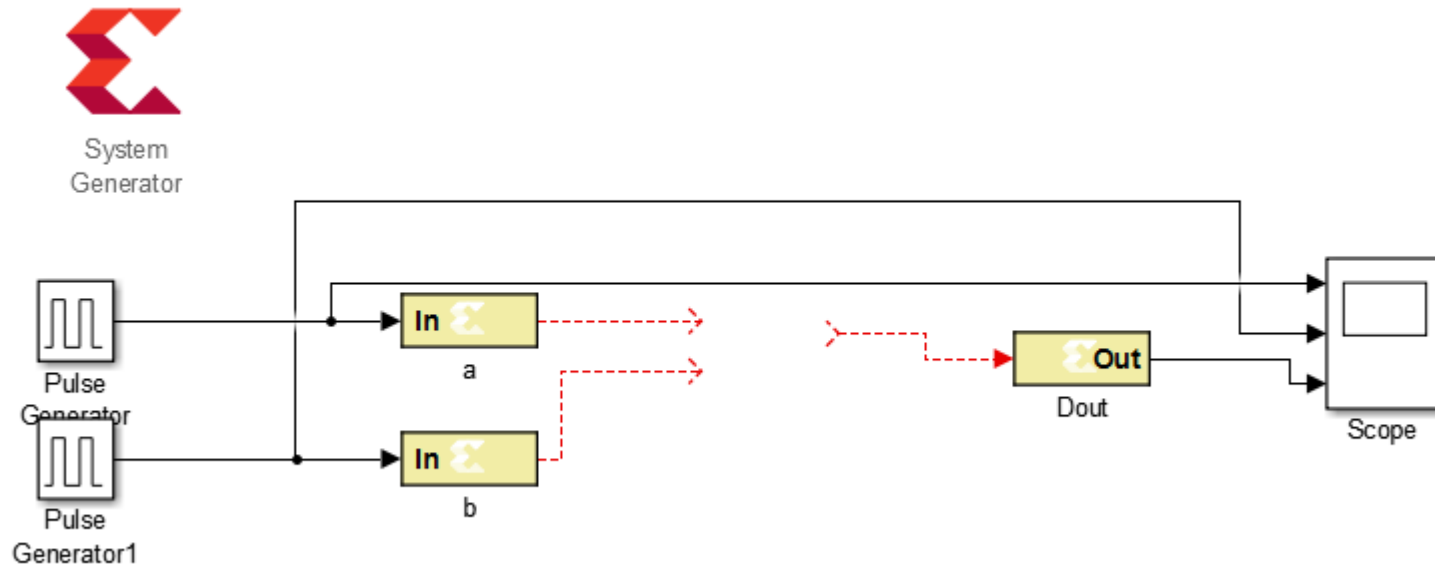 System
Generator
Pulse
Generator
In
a
Pulse
Generator1
In
b
Out
Dout
Scope